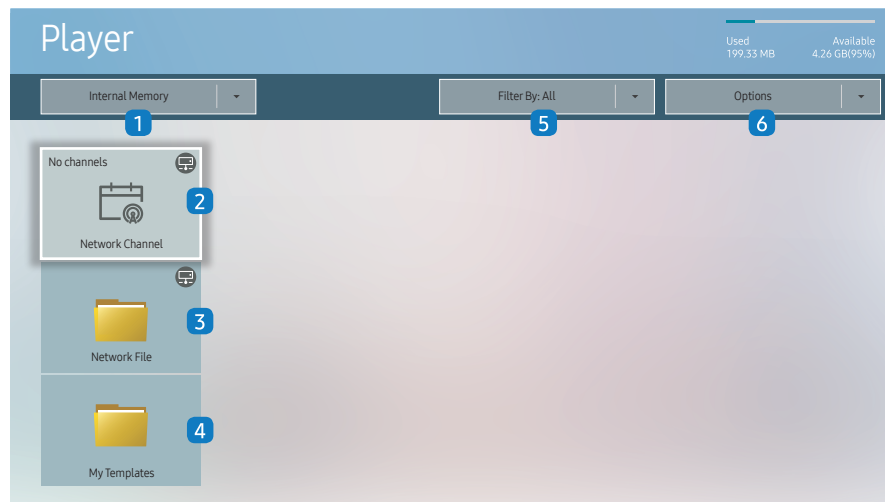 Player
Used Available
199.33 MB 4.26 GB(95%)
Internal Memory
Filter By: All
Options
1
5
6
No channels
2
Network Channel
3
Network File
4
My Templates